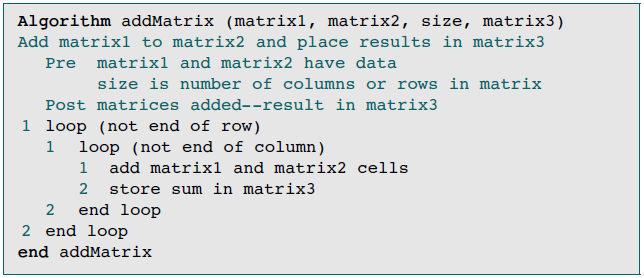 Algorithm addMatrix (matrix1, matrix2, size, matrix3)
Add matrix1 to matrix2 and place results in matrix3
Pre matrix1 and matrix2 have data
size is number of columns or rows in matrix
Post matrices added--result in matrix3
1 loop (not end of row)
1 loop (not end of column)
1 add matrix1 and matrix2 cells
2 store sum in matrix3
2 end loop
2 end loop
end addMatrix